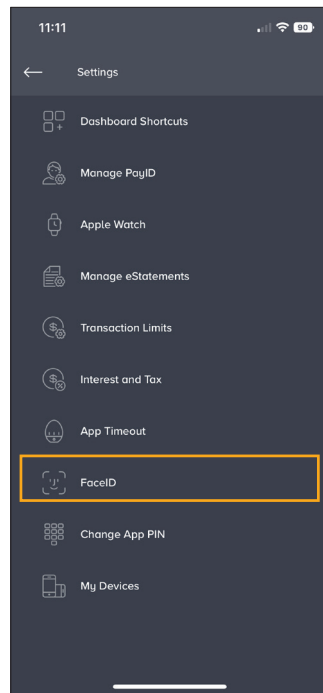 11:11
90
Settings
Dashboard Shortcuts
Manage PayID
Apple Watch
Manage eStatements
Transaction Limits
Interest and Tax
App Timeout
FaceID
Change App PIN
My Devices